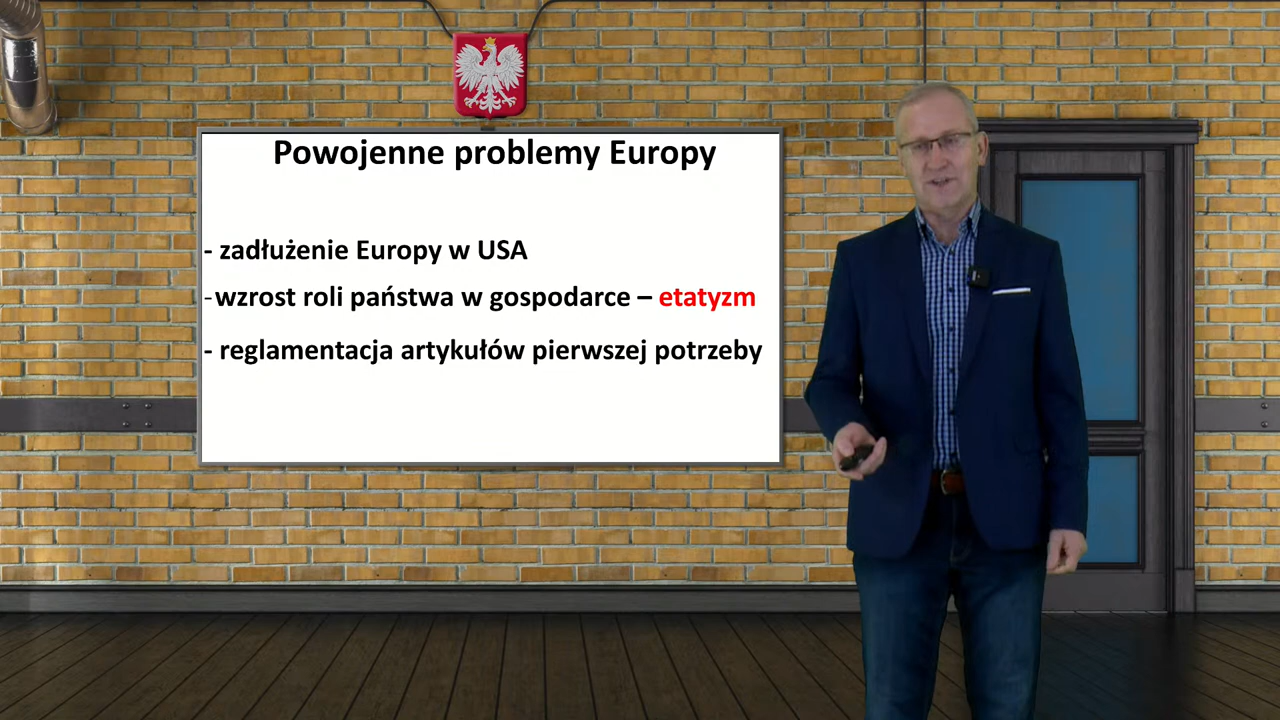 Powojenne problemy Europy
- zadłużenie Europy w USA
-wzrost roli państwa w gospodarce – etatyzm
- reglamentacja artykułów pierwszej potrzeby